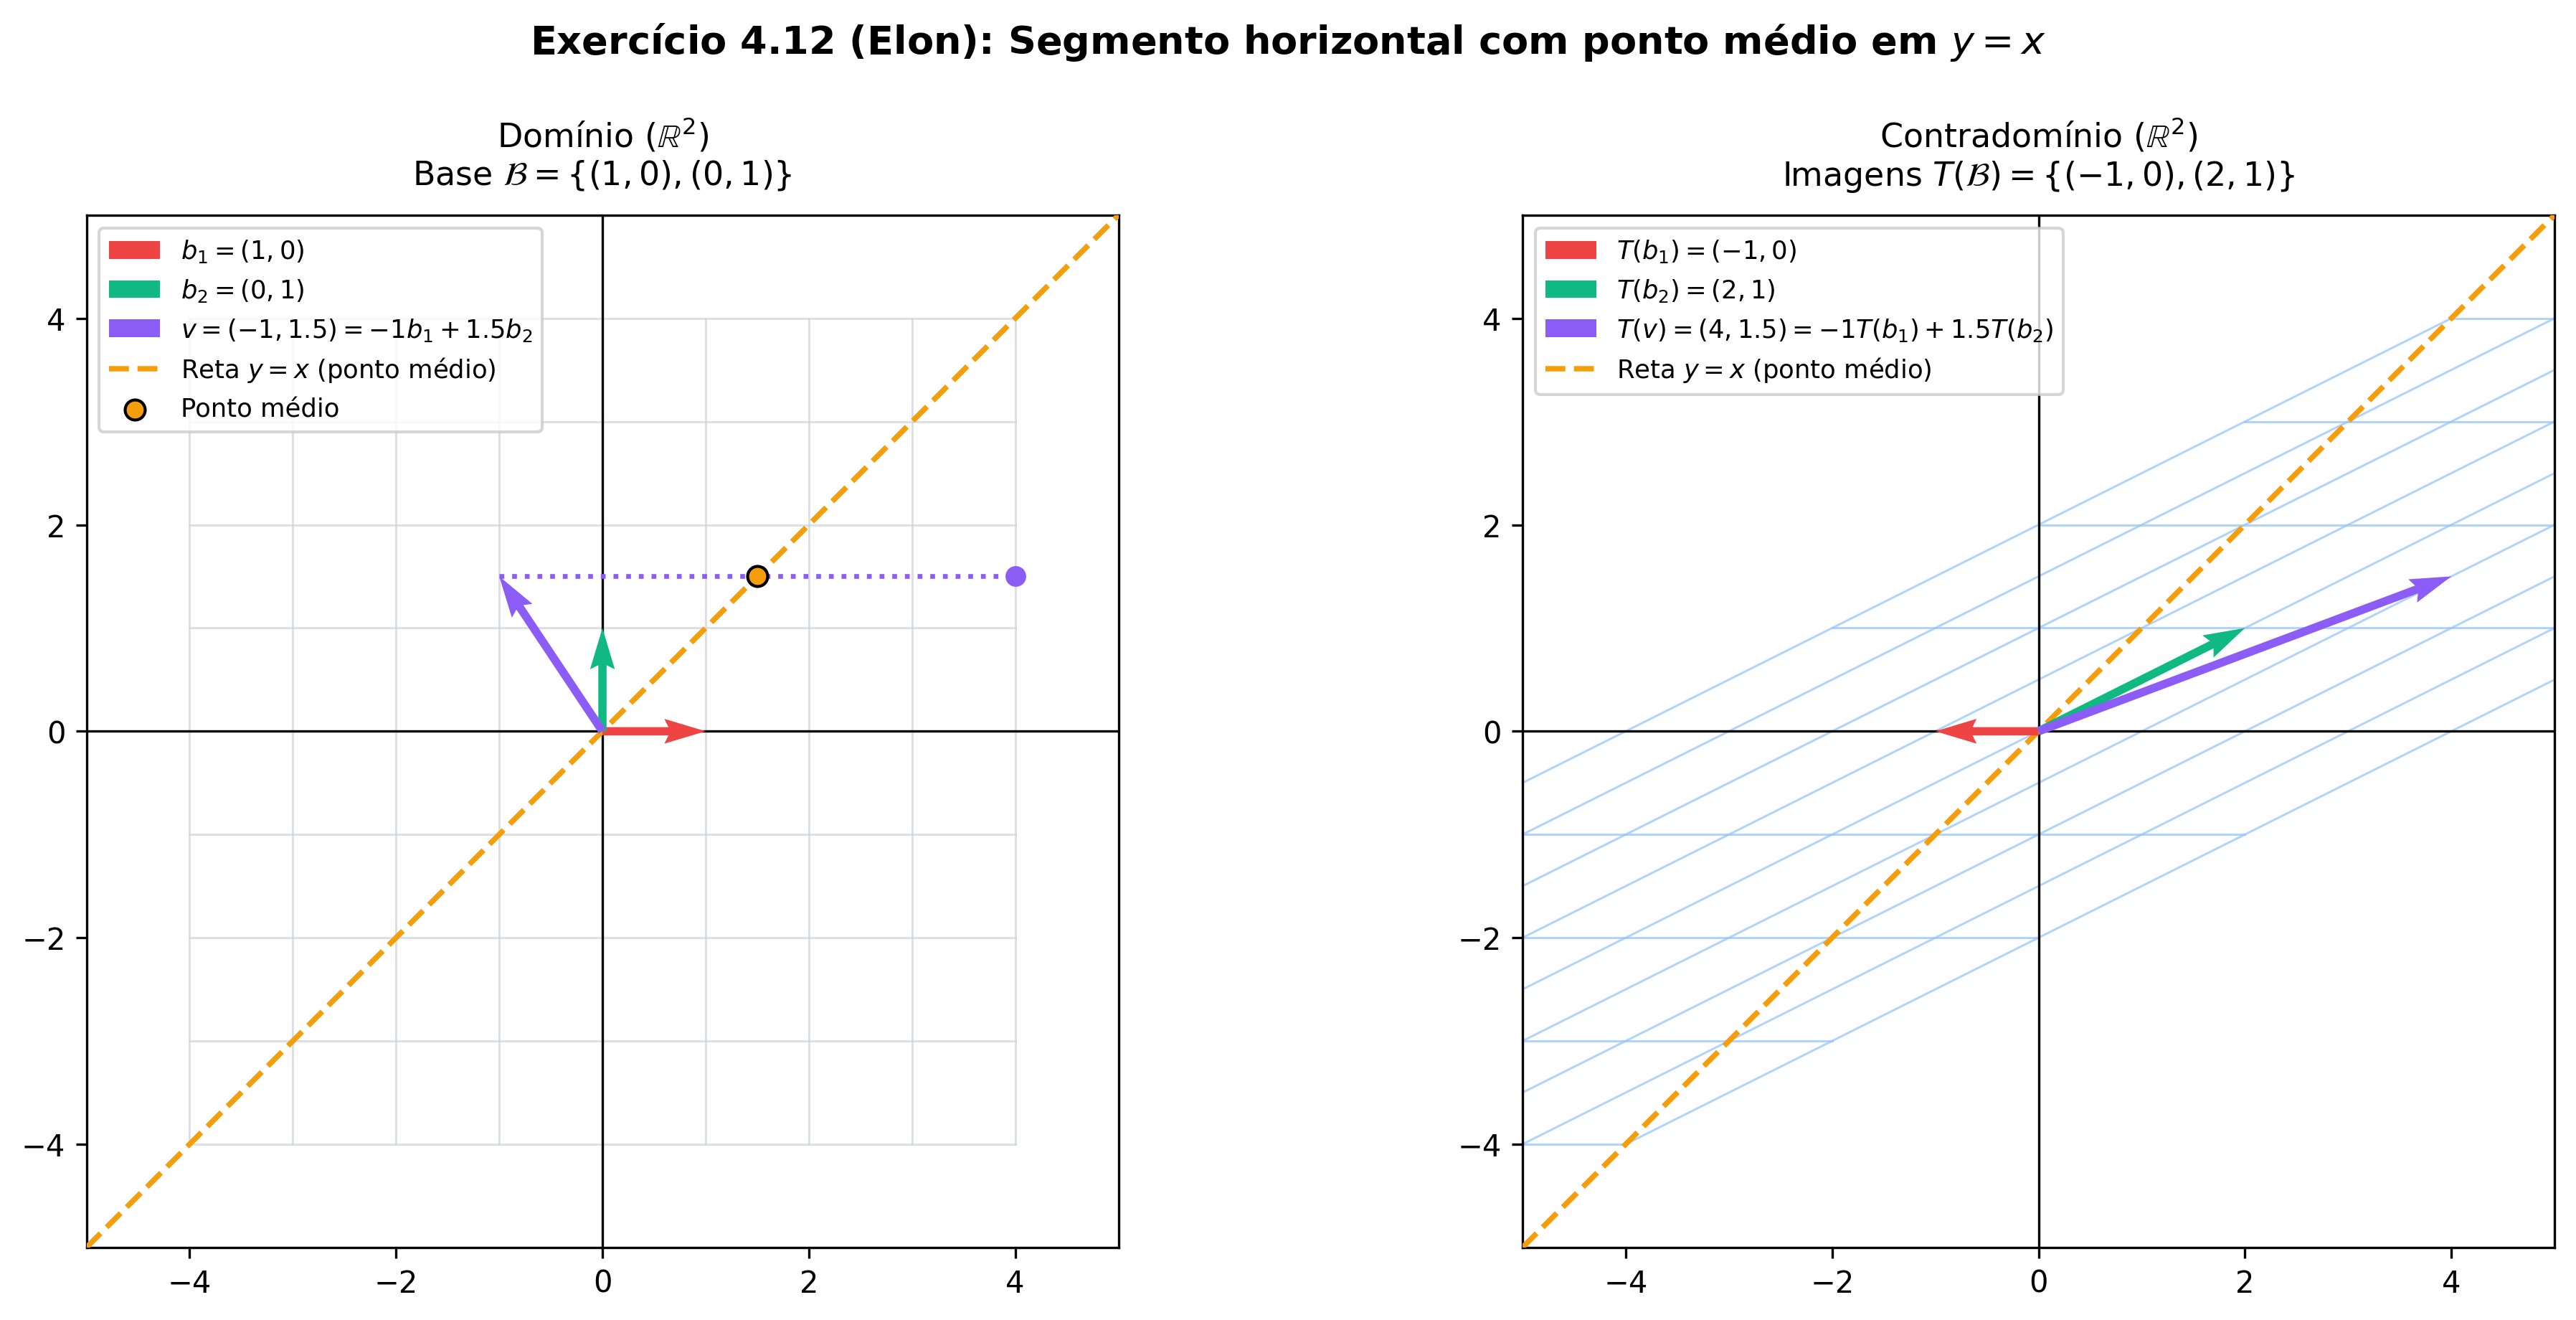 Exercício 4.12 (Elon): Segmento horizontal com ponto médio em y = x
Domínio (ℝ²)
Base ℬ = {(1, 0), (0, 1)}
b₁ = (1, 0)
b₂ = (0, 1)
v = (−1, 1.5) = −1b₁ + 1.5b₂
Reta y = x (ponto médio)
Ponto médio
4
2
0
−2
−4
−4 −2 0 2 4
Contradomínio (ℝ²)
Imagens T(ℬ) = {(−1, 0), (2, 1)}
T(b₁) = (−1, 0)
T(b₂) = (2, 1)
T(v) = (4, 1.5) = −1T(b₁) + 1.5T(b₂)
Reta y = x (ponto médio)
4
2
0
−2
−4
−4 −2 0 2 4